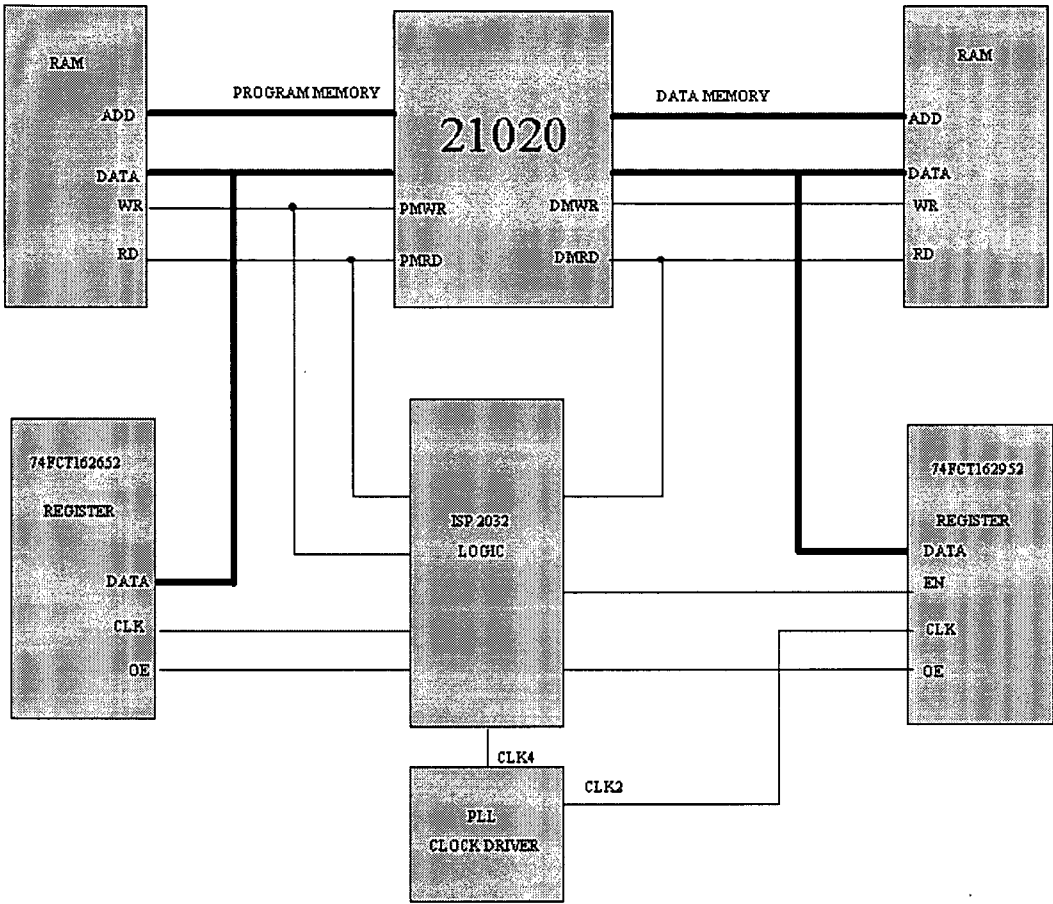 RAM
PROGRAM MEMORY
ADD
DATA
WR
RD
21020
PMWR
PMRD
DMWR
DMRD
DATA MEMORY
RAM
ADD
DATA
WR
RD
74FCT162652
REGISTER
DATA
CLK
OE
ISP 2032
LOGIC
74FCT162952
REGISTER
DATA
EN
CLK
OE
CLK4
CLK2
PLL
CLOCK DRIVER